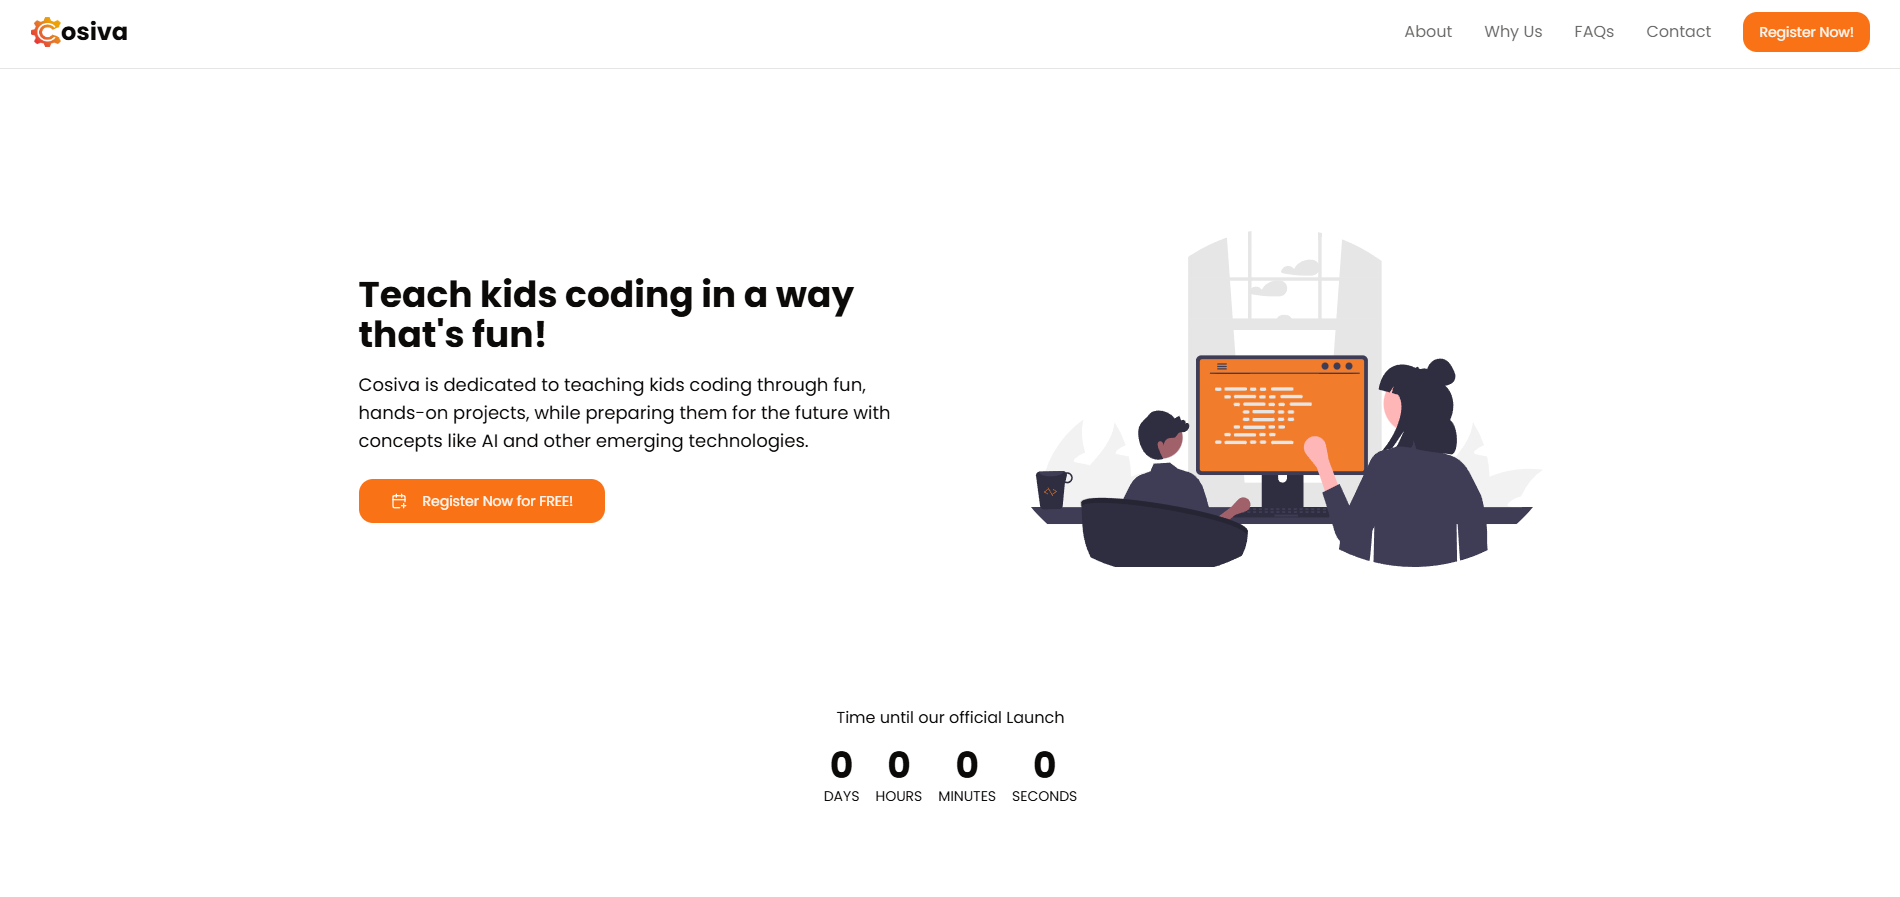 Cosiva
About
Why Us
FAQs
Contact
Register Now!
Teach kids coding in a way
that's fun!
Cosiva is dedicated to teaching kids coding through fun,
hands-on projects, while preparing them for the future with
concepts like AI and other emerging technologies.
Register Now for FREE!
Time until our official Launch
0 0 0 0
DAYS HOURS MINUTES SECONDS